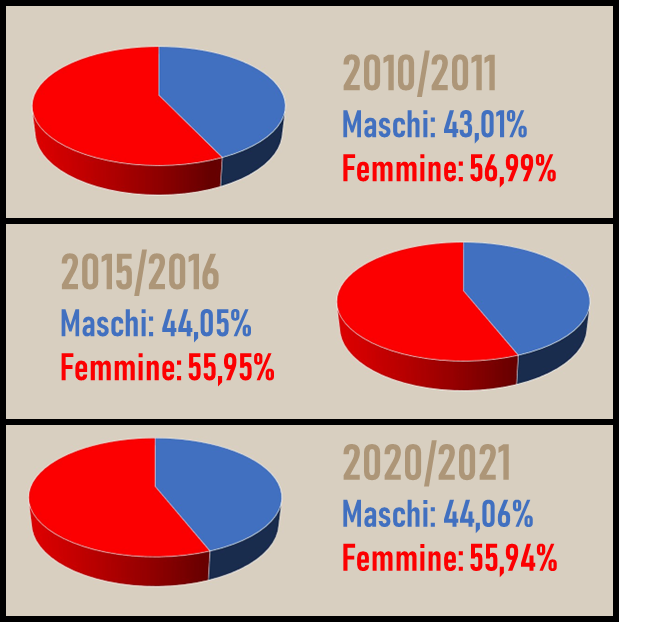 2010/2011
Maschi: 43,01%
Femmine: 56,99%
2015/2016
Maschi: 44,05%
Femmine: 55,95%
2020/2021
Maschi: 44,06%
Femmine: 55,94%